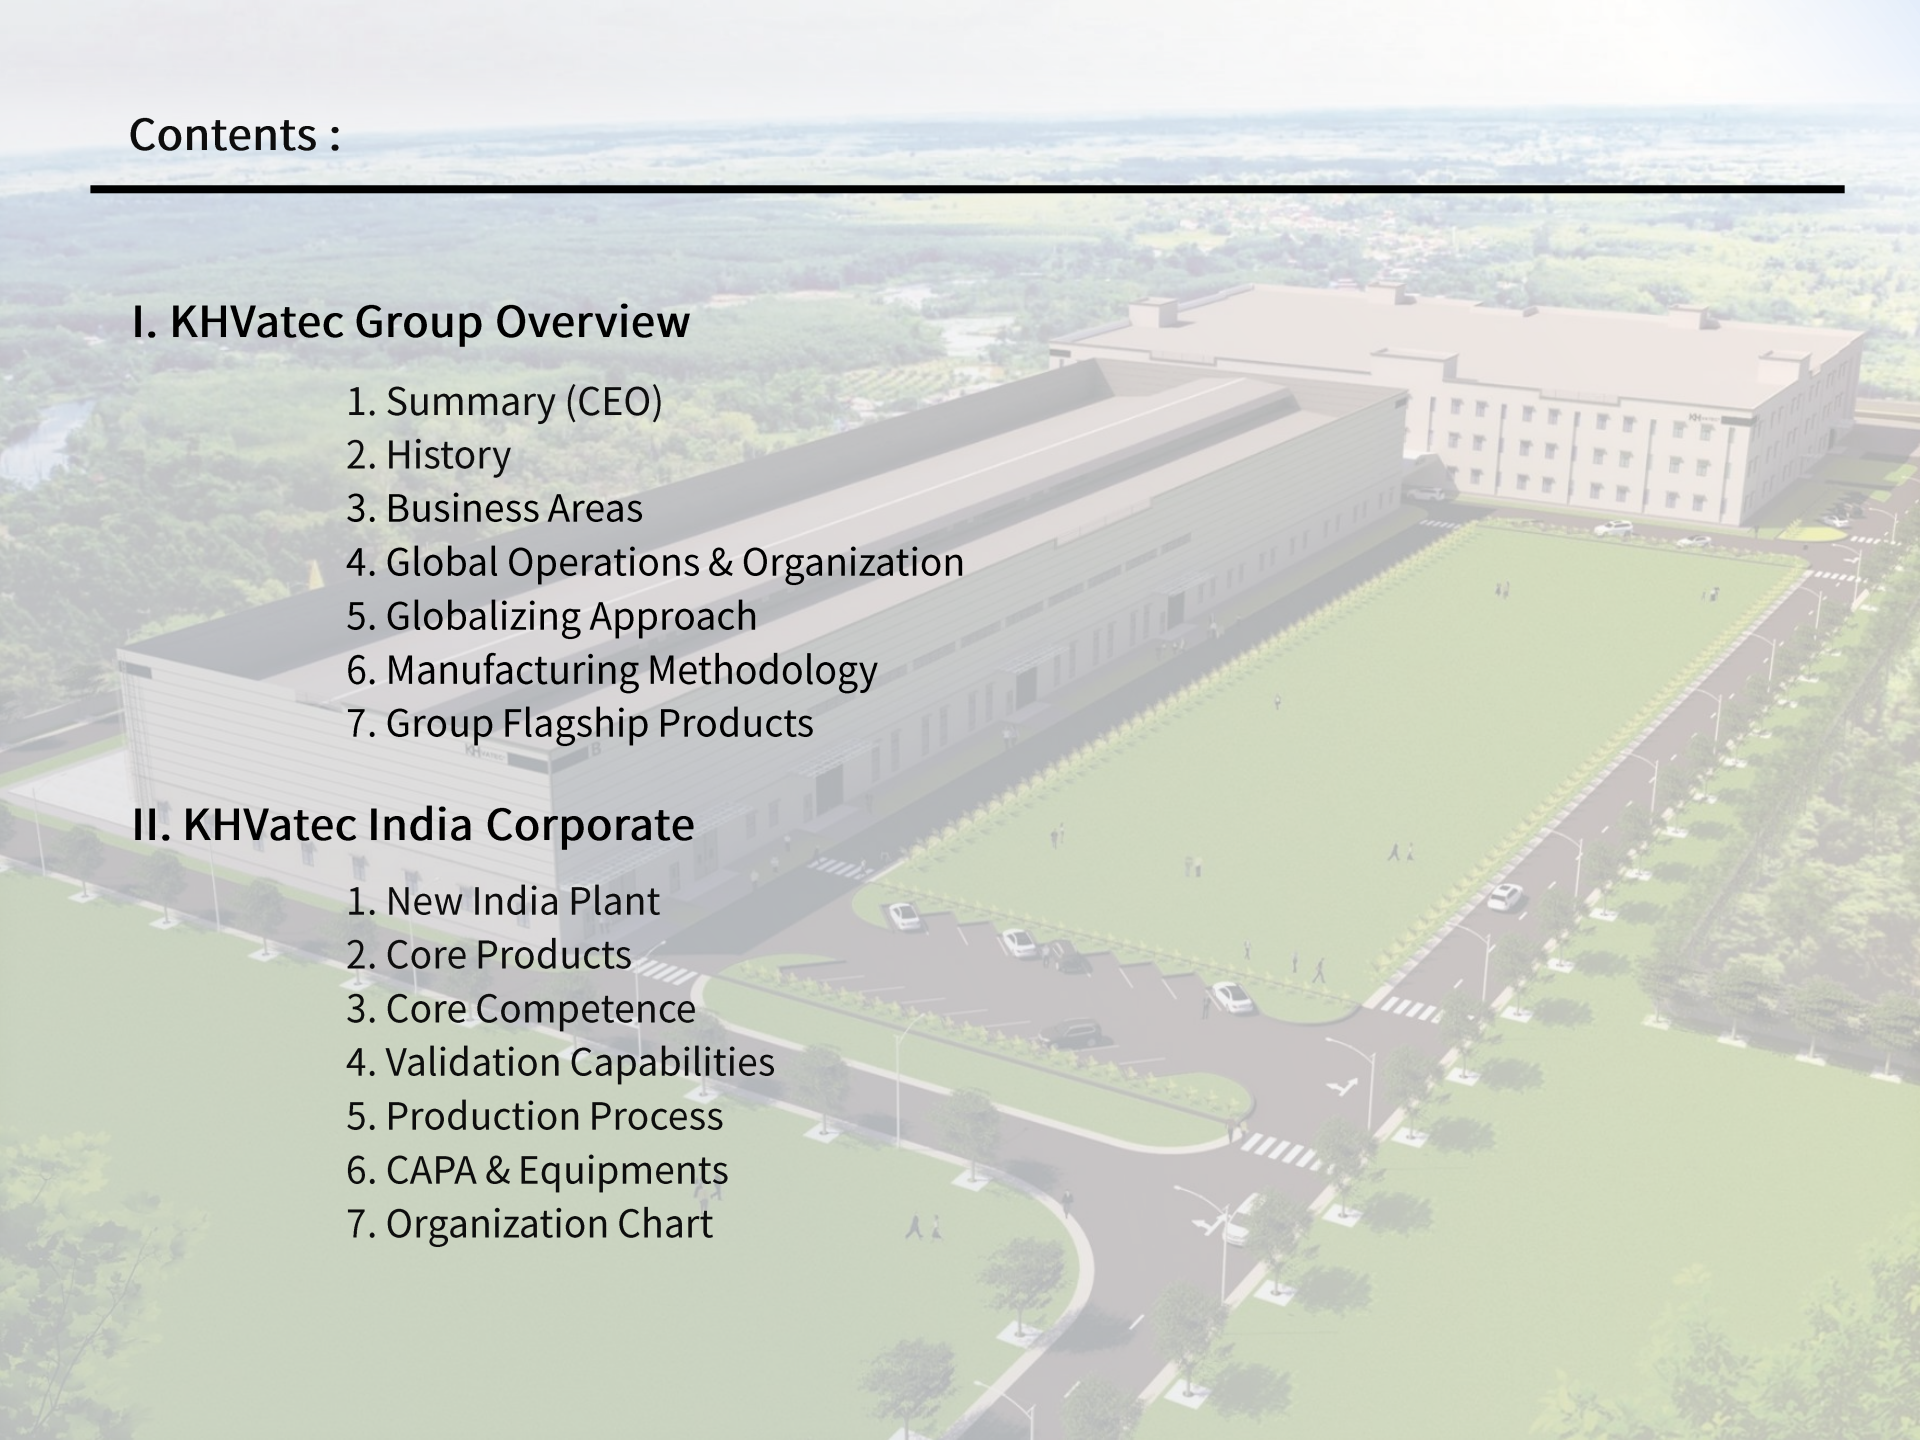 Contents :
I. KHVatec Group Overview
1. Summary (CEO)
2. History
3. Business Areas
4. Global Operations & Organization
5. Globalizing Approach
6. Manufacturing Methodology
7. Group Flagship Products
II. KHVatec India Corporate
1. New India Plant
2. Core Products
3. Core Competence
4. Validation Capabilities
5. Production Process
6. CAPA & Equipments
7. Organization Chart